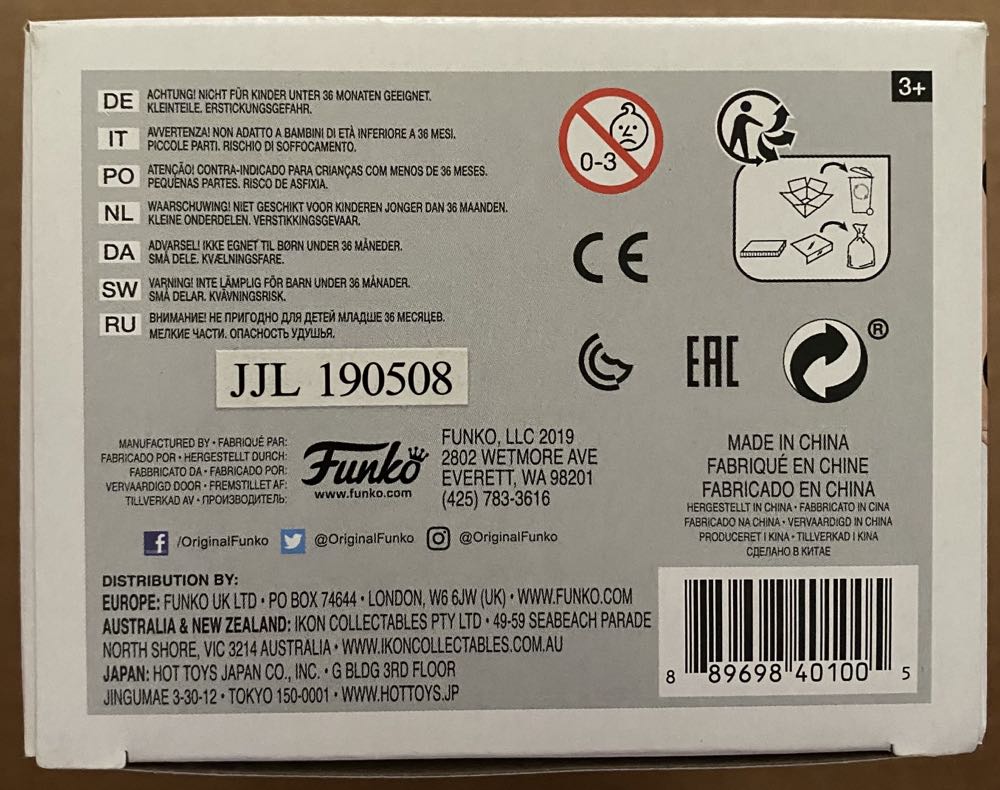 3+
DE ACHTUNG! NICHT FÜR KINDER UNTER 36 MONATEN GEEIGNET.
KLEINTEILE. ERSTICKUNGSGEFAHR.
IT AVVERTENZA! NON ADATTO A BAMBINI DI ETÀ INFERIORE A 36 MESI.
PICCOLE PARTI. RISCHIO DI SOFFOCAMENTO.
PO ATENÇÃO! CONTRA-INDICADO PARA CRIANÇAS COM MENOS DE 36 MESES.
PEQUENAS PARTES. RISCO DE ASFIXIA.
NL WAARSCHUWING! NIET GESCHIKT VOOR KINDEREN JONGER DAN 36 MAANDEN.
KLEINE ONDERDELEN. VERSTIKKINGSGEVAAR.
DA ADVARSEL! IKKE EGNET TIL BØRN UNDER 36 MÅNEDER.
SMÅ DELE. KVÆLNINGSFARE.
SW VARNING! INTE LÄMPLIG FÖR BARN UNDER 36 MÅNADER.
SMÅ DELAR. KVÄVNINGSRISK.
RU ВНИМАНИЕ! НЕ ПРИГОДНО ДЛЯ ДЕТЕЙ МЛАДШЕ 36 МЕСЯЦЕВ.
МЕЛКИЕ ЧАСТИ. ОПАСНОСТЬ УДУШЬЯ.
0-3
CE
EAC
®
JJL 190508
MANUFACTURED BY • FABRIQUÉ PAR:
FABRICADO POR • HERGESTELLT DURCH:
FABBRICATO DA • FABRICADO POR:
VERVAARDIGD DOOR • FREMSTILLET AF:
TILLVERKAD AV • ПРОИЗВОДИТЕЛЬ:
Funko
www.funko.com
FUNKO, LLC 2019
2802 WETMORE AVE
EVERETT, WA 98201
(425) 783-3616
MADE IN CHINA
FABRIQUÉ EN CHINE
FABRICADO EN CHINA
HERGESTELLT IN CHINA • FABBRICATO IN CINA
FABRICADO NA CHINA • VERVAARDIGD IN CHINA
PRODUCERET I KINA • TILLVERKAD I KINA
СДЕЛАНО В КИТАЕ
f /OriginalFunko @OriginalFunko @OriginalFunko
DISTRIBUTION BY:
EUROPE: FUNKO UK LTD • PO BOX 74644 • LONDON, W6 6JW (UK) • WWW.FUNKO.COM
AUSTRALIA & NEW ZEALAND: IKON COLLECTABLES PTY LTD • 49-59 SEABEACH PARADE
NORTH SHORE, VIC 3214 AUSTRALIA • WWW.IKONCOLLECTABLES.COM.AU
JAPAN: HOT TOYS JAPAN CO., INC. • G BLDG 3RD FLOOR
JINGUMAE 3-30-12 • TOKYO 150-0001 • WWW.HOTTOYS.JP
8 89698 40100 5